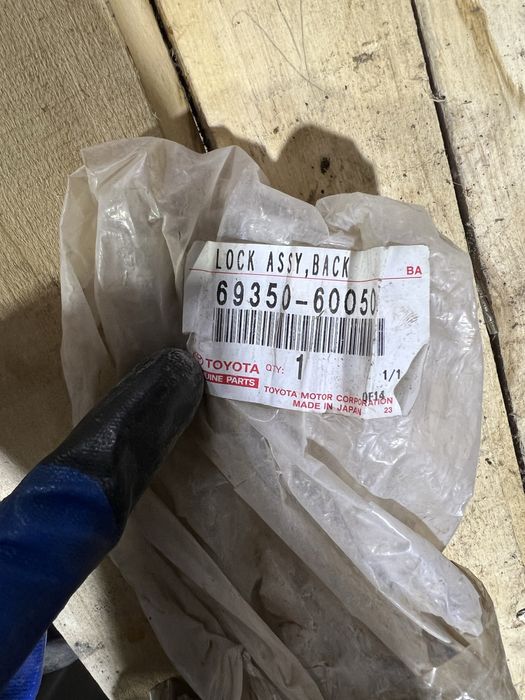 LOCK ASSY,BACK
BA
69350-60050
TOYOTA QTY: 1
1/1
UINE PARTS
TOYOTA MOTOR CORPORATION
MADE IN JAPAN 23